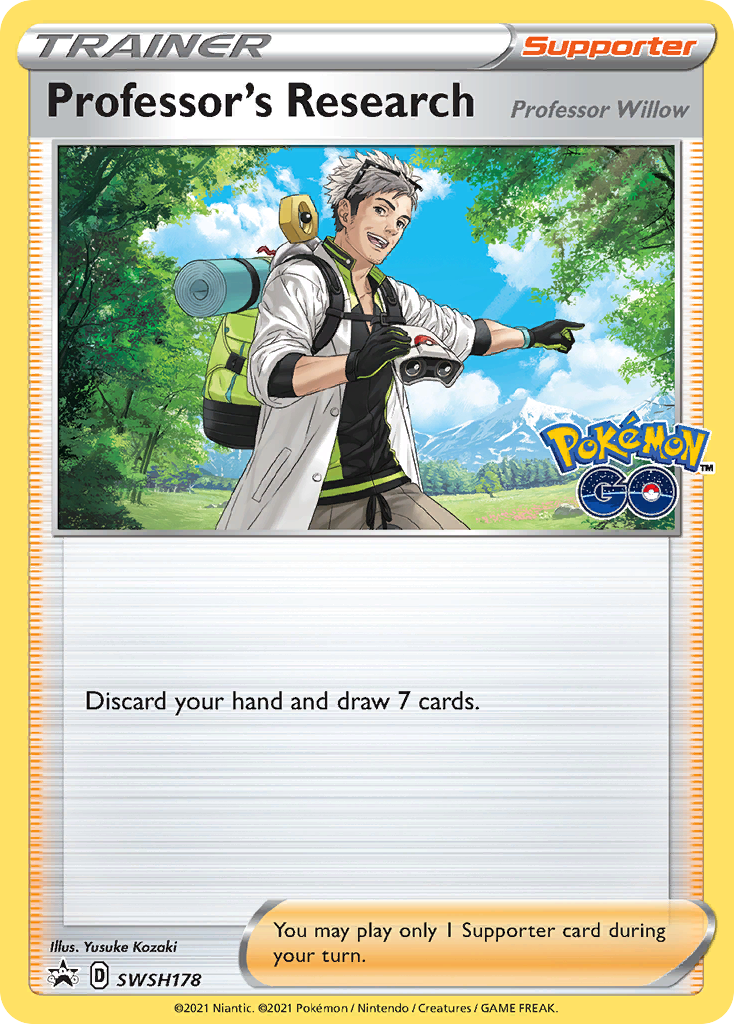 TRAINER
Supporter
Professor's Research
Professor Willow
POKéMON
GO
TM
Discard your hand and draw 7 cards.
You may play only 1 Supporter card during
your turn.
Illus. Yusuke Kozaki
D
SWSH178
©2021 Niantic. ©2021 Pokémon / Nintendo / Creatures / GAME FREAK.